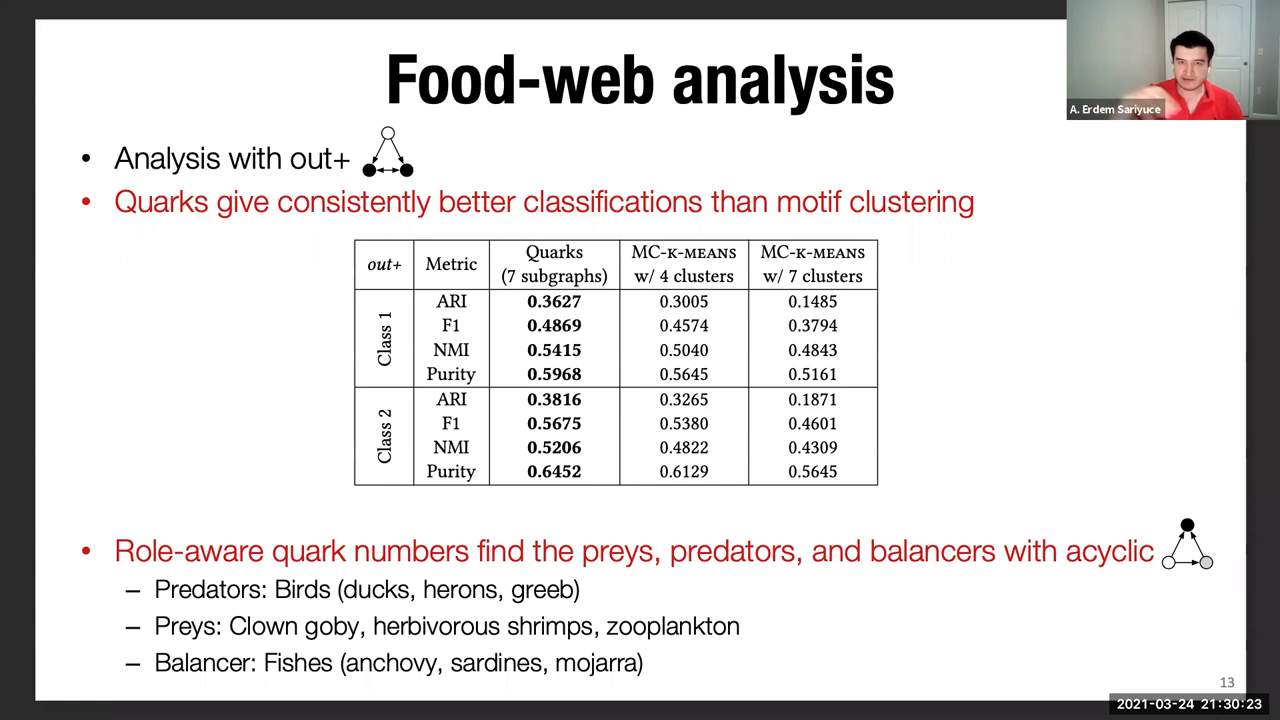 Food-web analysis
A. Erdem Sariyuce
• Analysis with out+
• Quarks give consistently better classifications than motif clustering
out+ Metric Quarks (7 subgraphs) MC-K-MEANS w/ 4 clusters MC-K-MEANS w/ 7 clusters
Class 1
ARI 0.3627 0.3005 0.1485
F1 0.4869 0.4574 0.3794
NMI 0.5415 0.5040 0.4843
Purity 0.5968 0.5645 0.5161
Class 2
ARI 0.3816 0.3265 0.1871
F1 0.5675 0.5380 0.4601
NMI 0.5206 0.4822 0.4309
Purity 0.6452 0.6129 0.5645
• Role-aware quark numbers find the preys, predators, and balancers with acyclic
– Predators: Birds (ducks, herons, greeb)
– Preys: Clown goby, herbivorous shrimps, zooplankton
– Balancer: Fishes (anchovy, sardines, mojarra)
13
2021-03-24 21:30:23